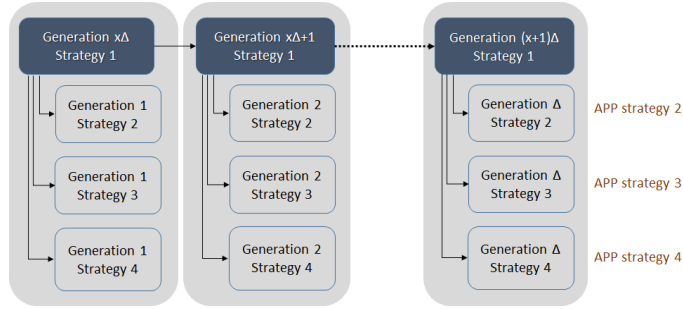 Generation xΔ
Strategy 1
Generation xΔ+1
Strategy 1
Generation (x+1)Δ
Strategy 1
Generation 1
Strategy 2
Generation 2
Strategy 2
Generation Δ
Strategy 2
APP strategy 2
Generation 1
Strategy 3
Generation 2
Strategy 3
Generation Δ
Strategy 3
APP strategy 3
Generation 1
Strategy 4
Generation 2
Strategy 4
Generation Δ
Strategy 4
APP strategy 4